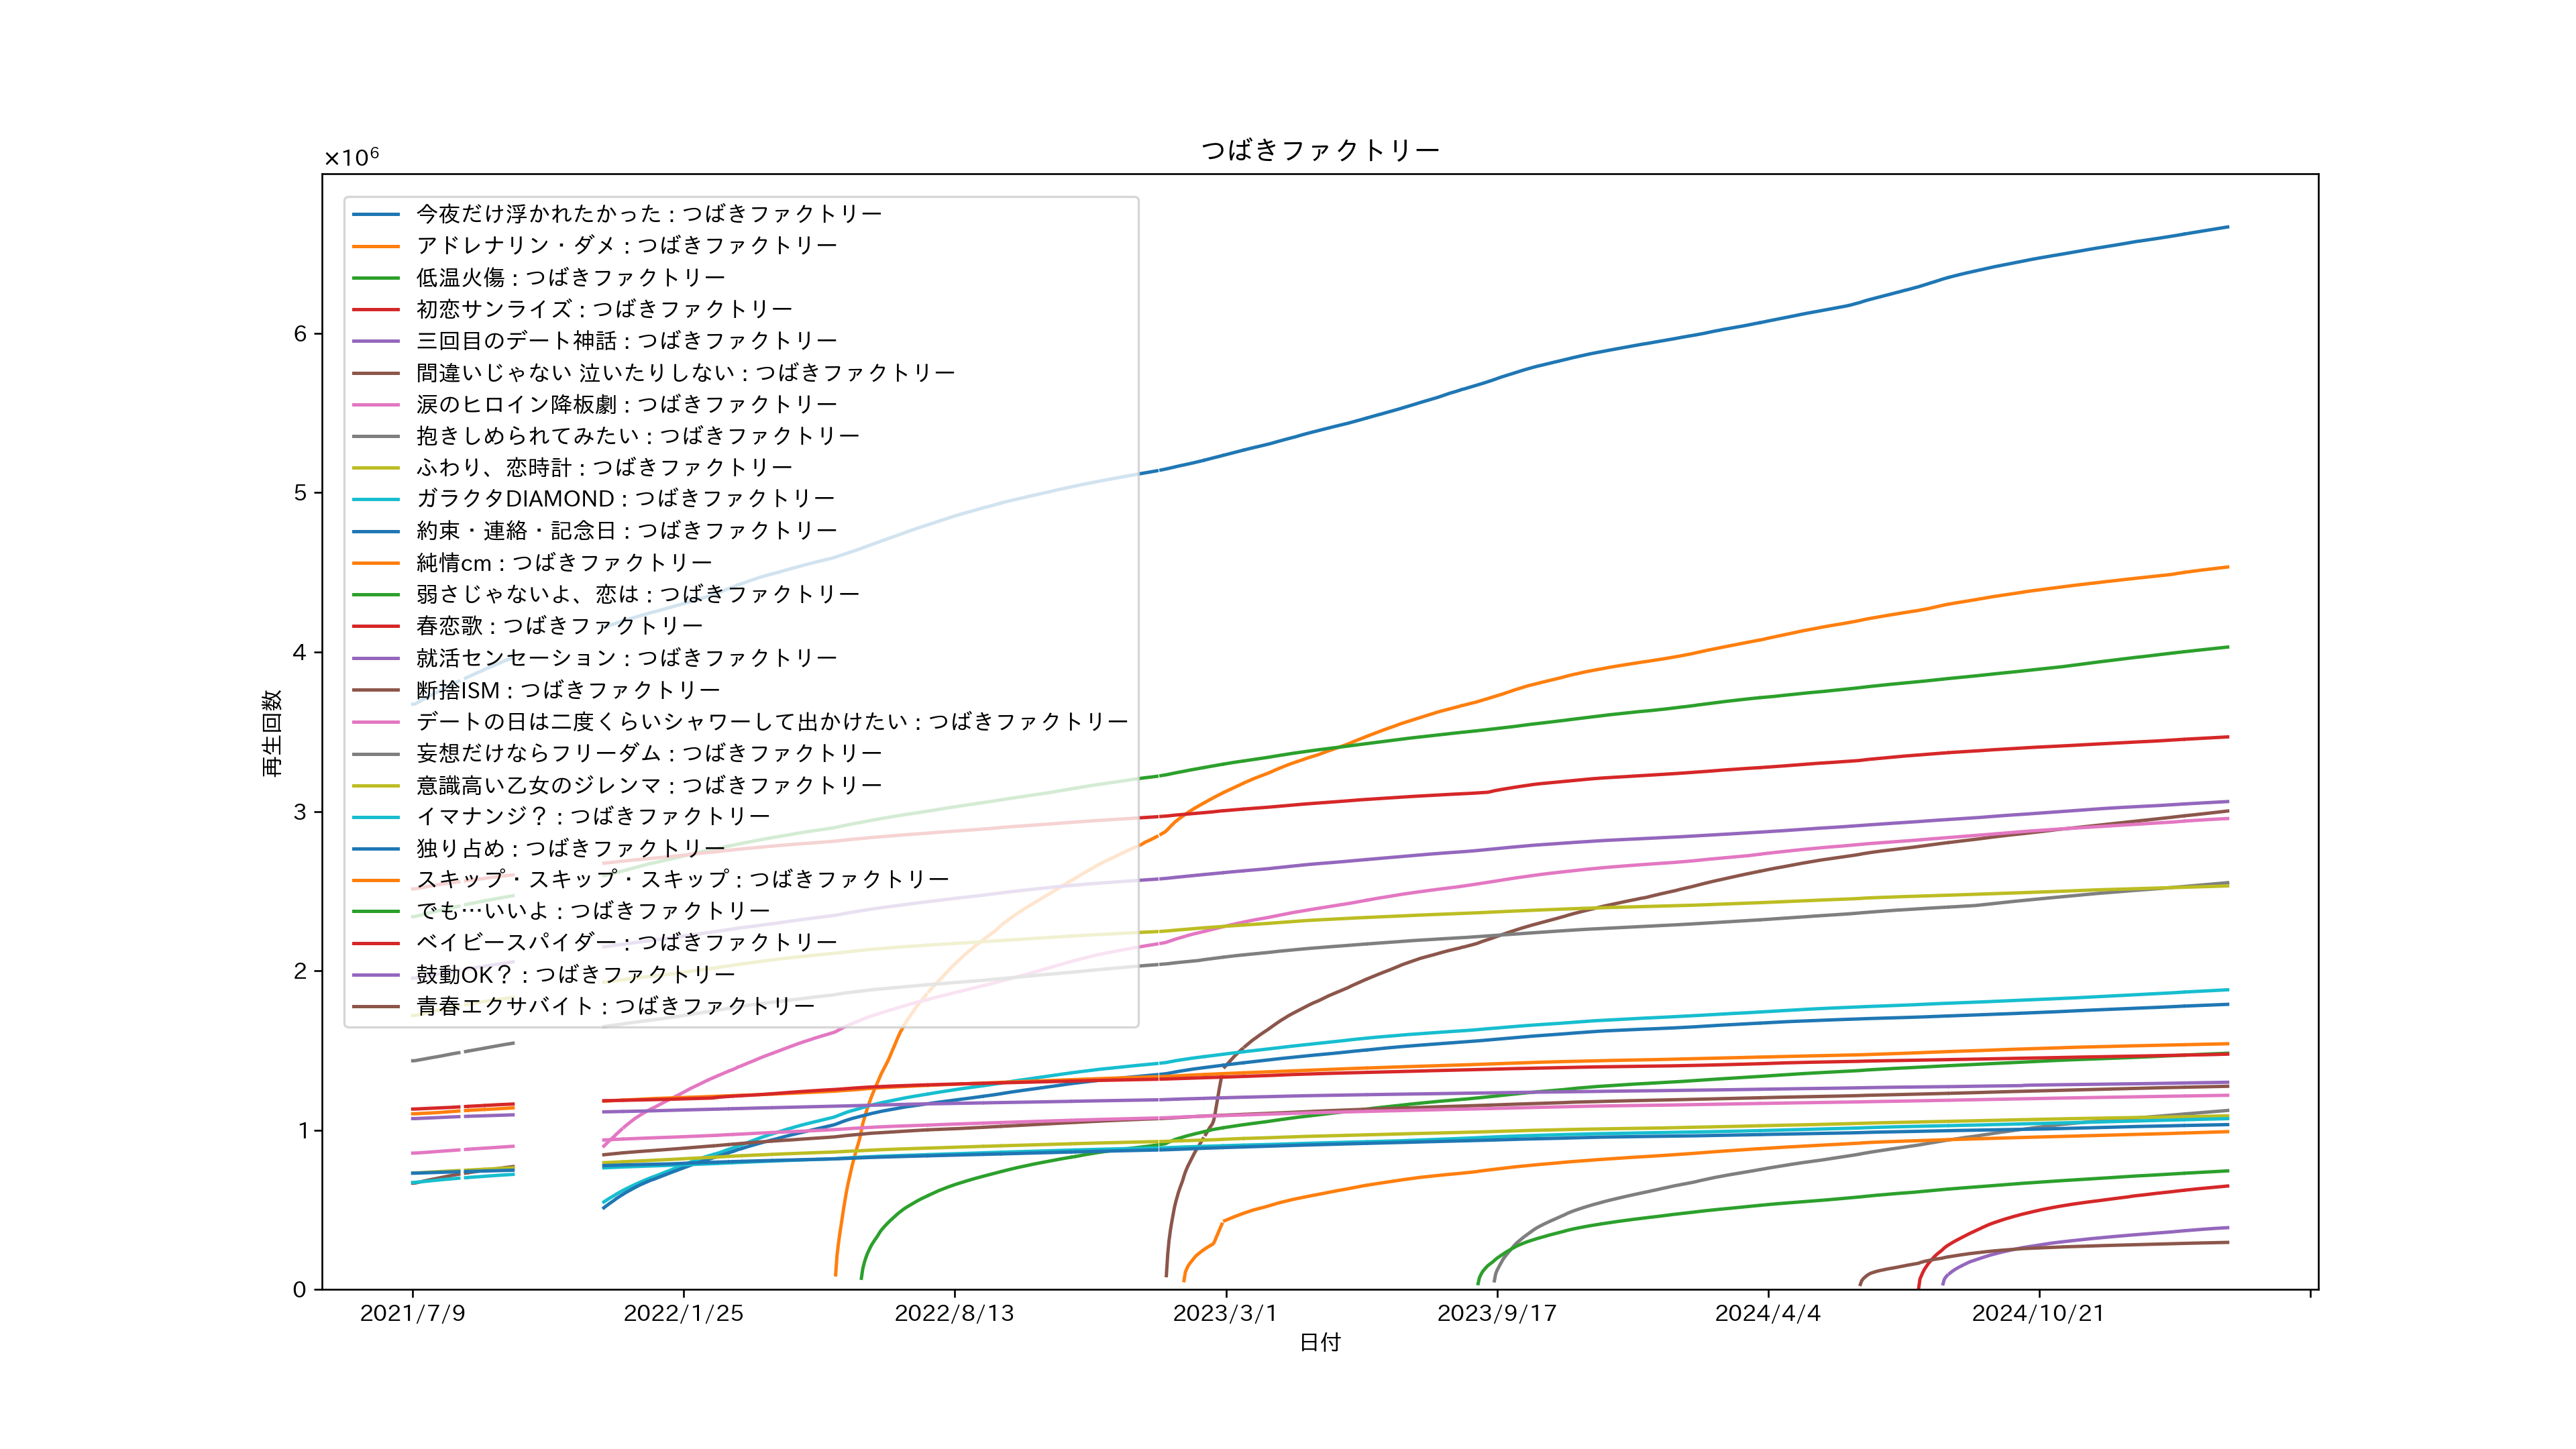 つばきファクトリー
×10⁶
今夜だけ浮かれたかった : つばきファクトリー
アドレナリン・ダメ : つばきファクトリー
低温火傷 : つばきファクトリー
初恋サンライズ : つばきファクトリー
三回目のデート神話 : つばきファクトリー
間違いじゃない 泣いたりしない : つばきファクトリー
涙のヒロイン降板劇 : つばきファクトリー
抱きしめられてみたい : つばきファクトリー
ふわり、恋時計 : つばきファクトリー
ガラクタDIAMOND : つばきファクトリー
約束・連絡・記念日 : つばきファクトリー
純情cm : つばきファクトリー
弱さじゃないよ、恋は : つばきファクトリー
春恋歌 : つばきファクトリー
就活センセーション : つばきファクトリー
断捨ISM : つばきファクトリー
デートの日は二度くらいシャワーして出かけたい : つばきファクトリー
妄想だけならフリーダム : つばきファクトリー
意識高い乙女のジレンマ : つばきファクトリー
イマナンジ？ : つばきファクトリー
独り占め : つばきファクトリー
スキップ・スキップ・スキップ : つばきファクトリー
でも…いいよ : つばきファクトリー
ベイビースパイダー : つばきファクトリー
鼓動OK？ : つばきファクトリー
青春エクサバイト : つばきファクトリー
再生回数
6
5
4
3
2
1
0
2021/7/9
2022/1/25
2022/8/13
2023/3/1
2023/9/17
2024/4/4
2024/10/21
日付